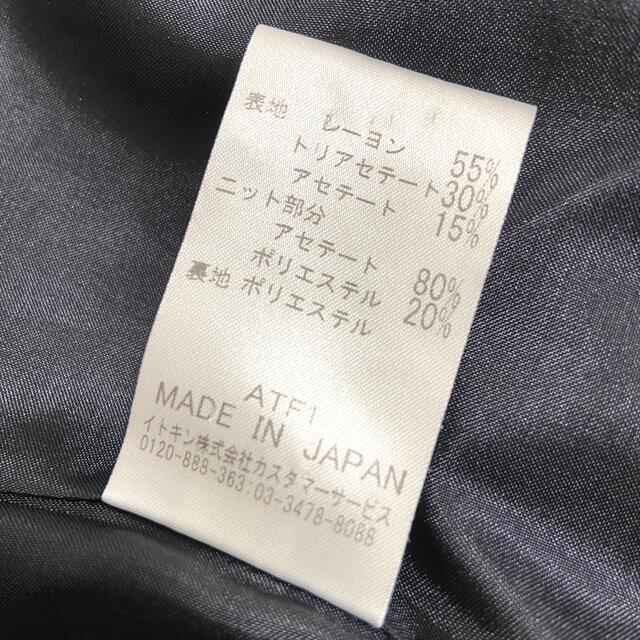 表地 レーヨン 55%
トリアセテート 30%
アセテート 15%
ニット部分
アセテート 80%
ポリエステル 20%
裏地 ポリエステル
ATF1
MADE IN JAPAN
イトキン株式会社カスタマーサービス
0120-888-363:03-3478-8088